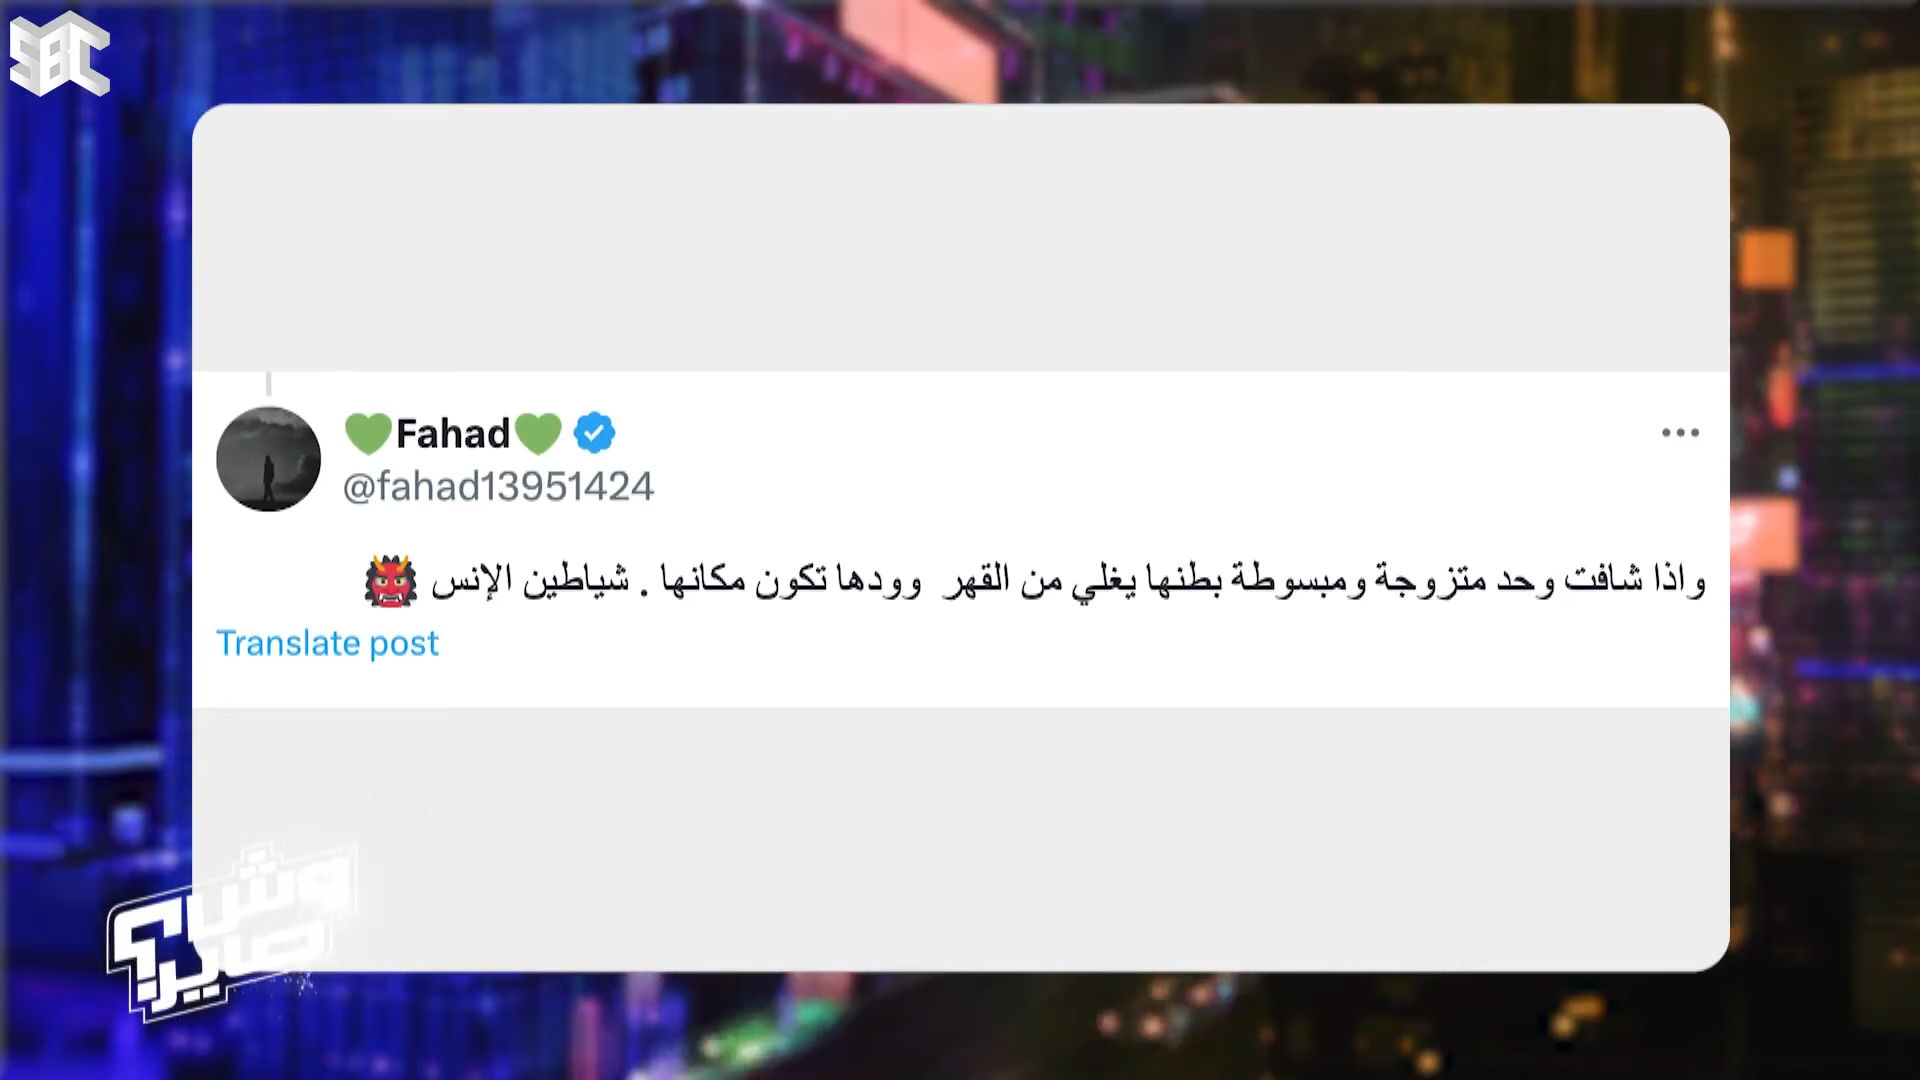 SBC
💚Fahad💚
@fahad13951424
واذا شافت وحد متزوجة ومبسوطة بطنها يغلي من القهر وودها تكون مكانها . شياطين الإنس 👹
Translate post
وش
صاير؟